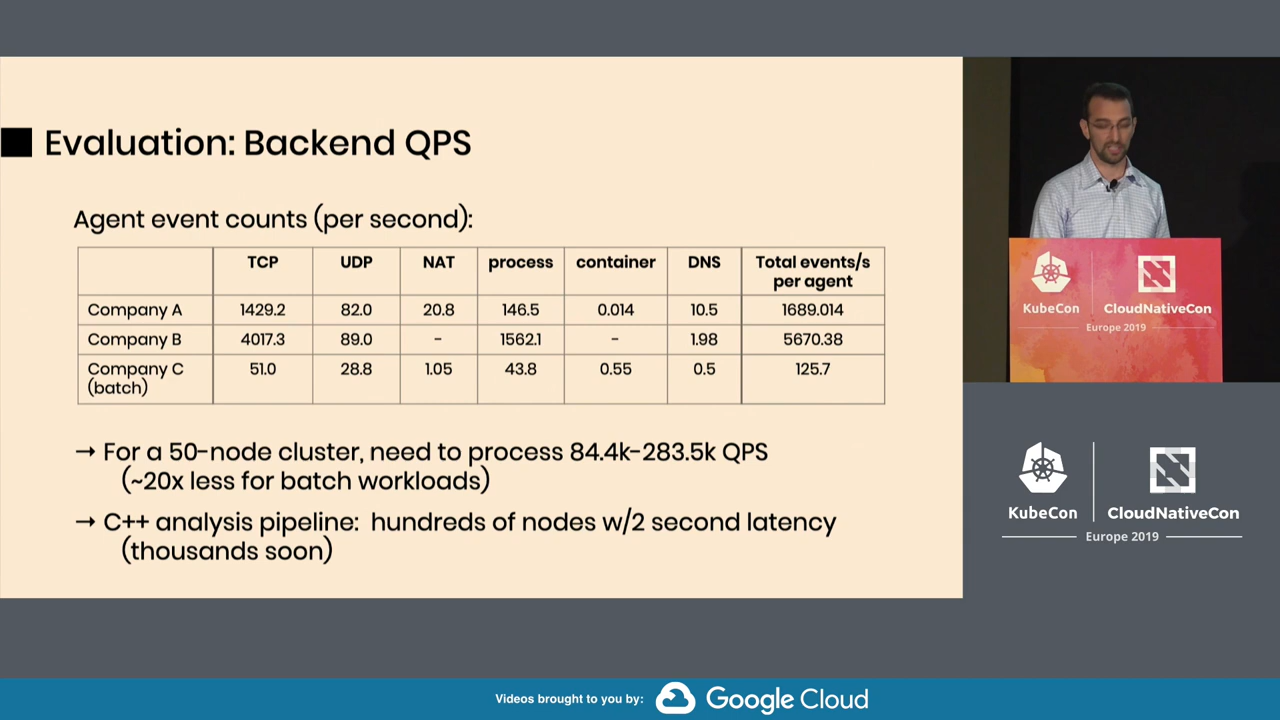 Evaluation: Backend QPS
Agent event counts (per second):
TCP UDP NAT process container DNS Total events/s per agent
Company A 1429.2 82.0 20.8 146.5 0.014 10.5 1689.014
Company B 4017.3 89.0 - 1562.1 - 1.98 5670.38
Company C (batch) 51.0 28.8 1.05 43.8 0.55 0.5 125.7
→ For a 50-node cluster, need to process 84.4k-283.5k QPS
(~20x less for batch workloads)
→ C++ analysis pipeline: hundreds of nodes w/2 second latency
(thousands soon)
KubeCon CloudNativeCon
Europe 2019
KubeCon CloudNativeCon
Europe 2019
Videos brought to you by: Google Cloud